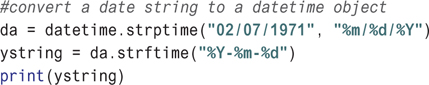 #convert a date string to a datetime object
da = datetime.strptime("02/07/1971", "%m/%d/%Y")
ystring = da.strftime("%Y-%m-%d")
print(ystring)